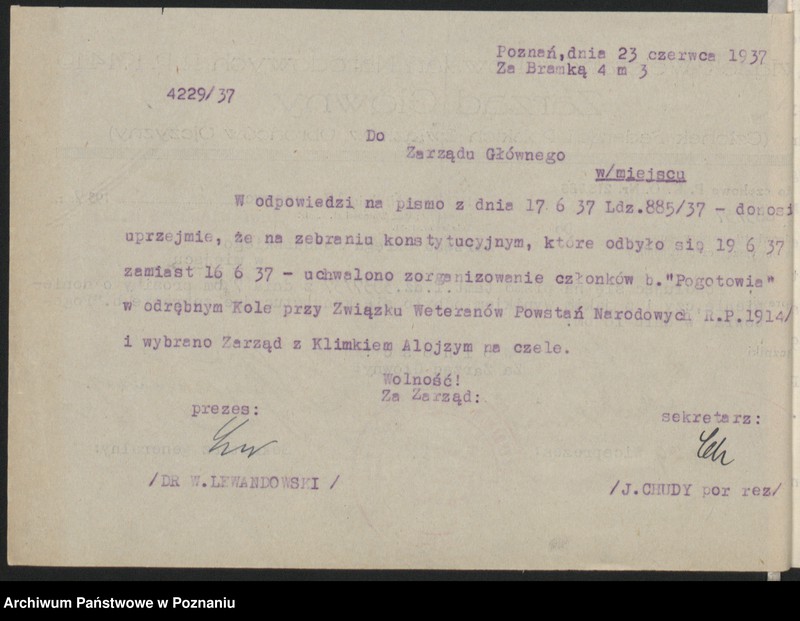 Poznań, dnia 23 czerwca 1937
Za Bramką 4 m 3
4229/37
Do
Zarządu Głównego
w/miejscu
W odpowiedzi na pismo z dnia 17 6 37 Ldz.885/37 - donosi
uprzejmie, że na zebraniu konstytucyjnym, które odbyło się 19 6 37
zamiast 16 6 37 - uchwalono zorganizowanie członków b."Pogotowia"
w odrębnym Kole przy Związku Weteranów Powstań Narodowych R.P.1914/
i wybrano Zarząd z Klimkiem Alojzym na czele.
Wolność!
Za Zarząd:
prezes:
sekretarz:
/DR W.LEWANDOWSKI /
/J.CHUDY por rez/
Archiwum Państwowe w Poznaniu